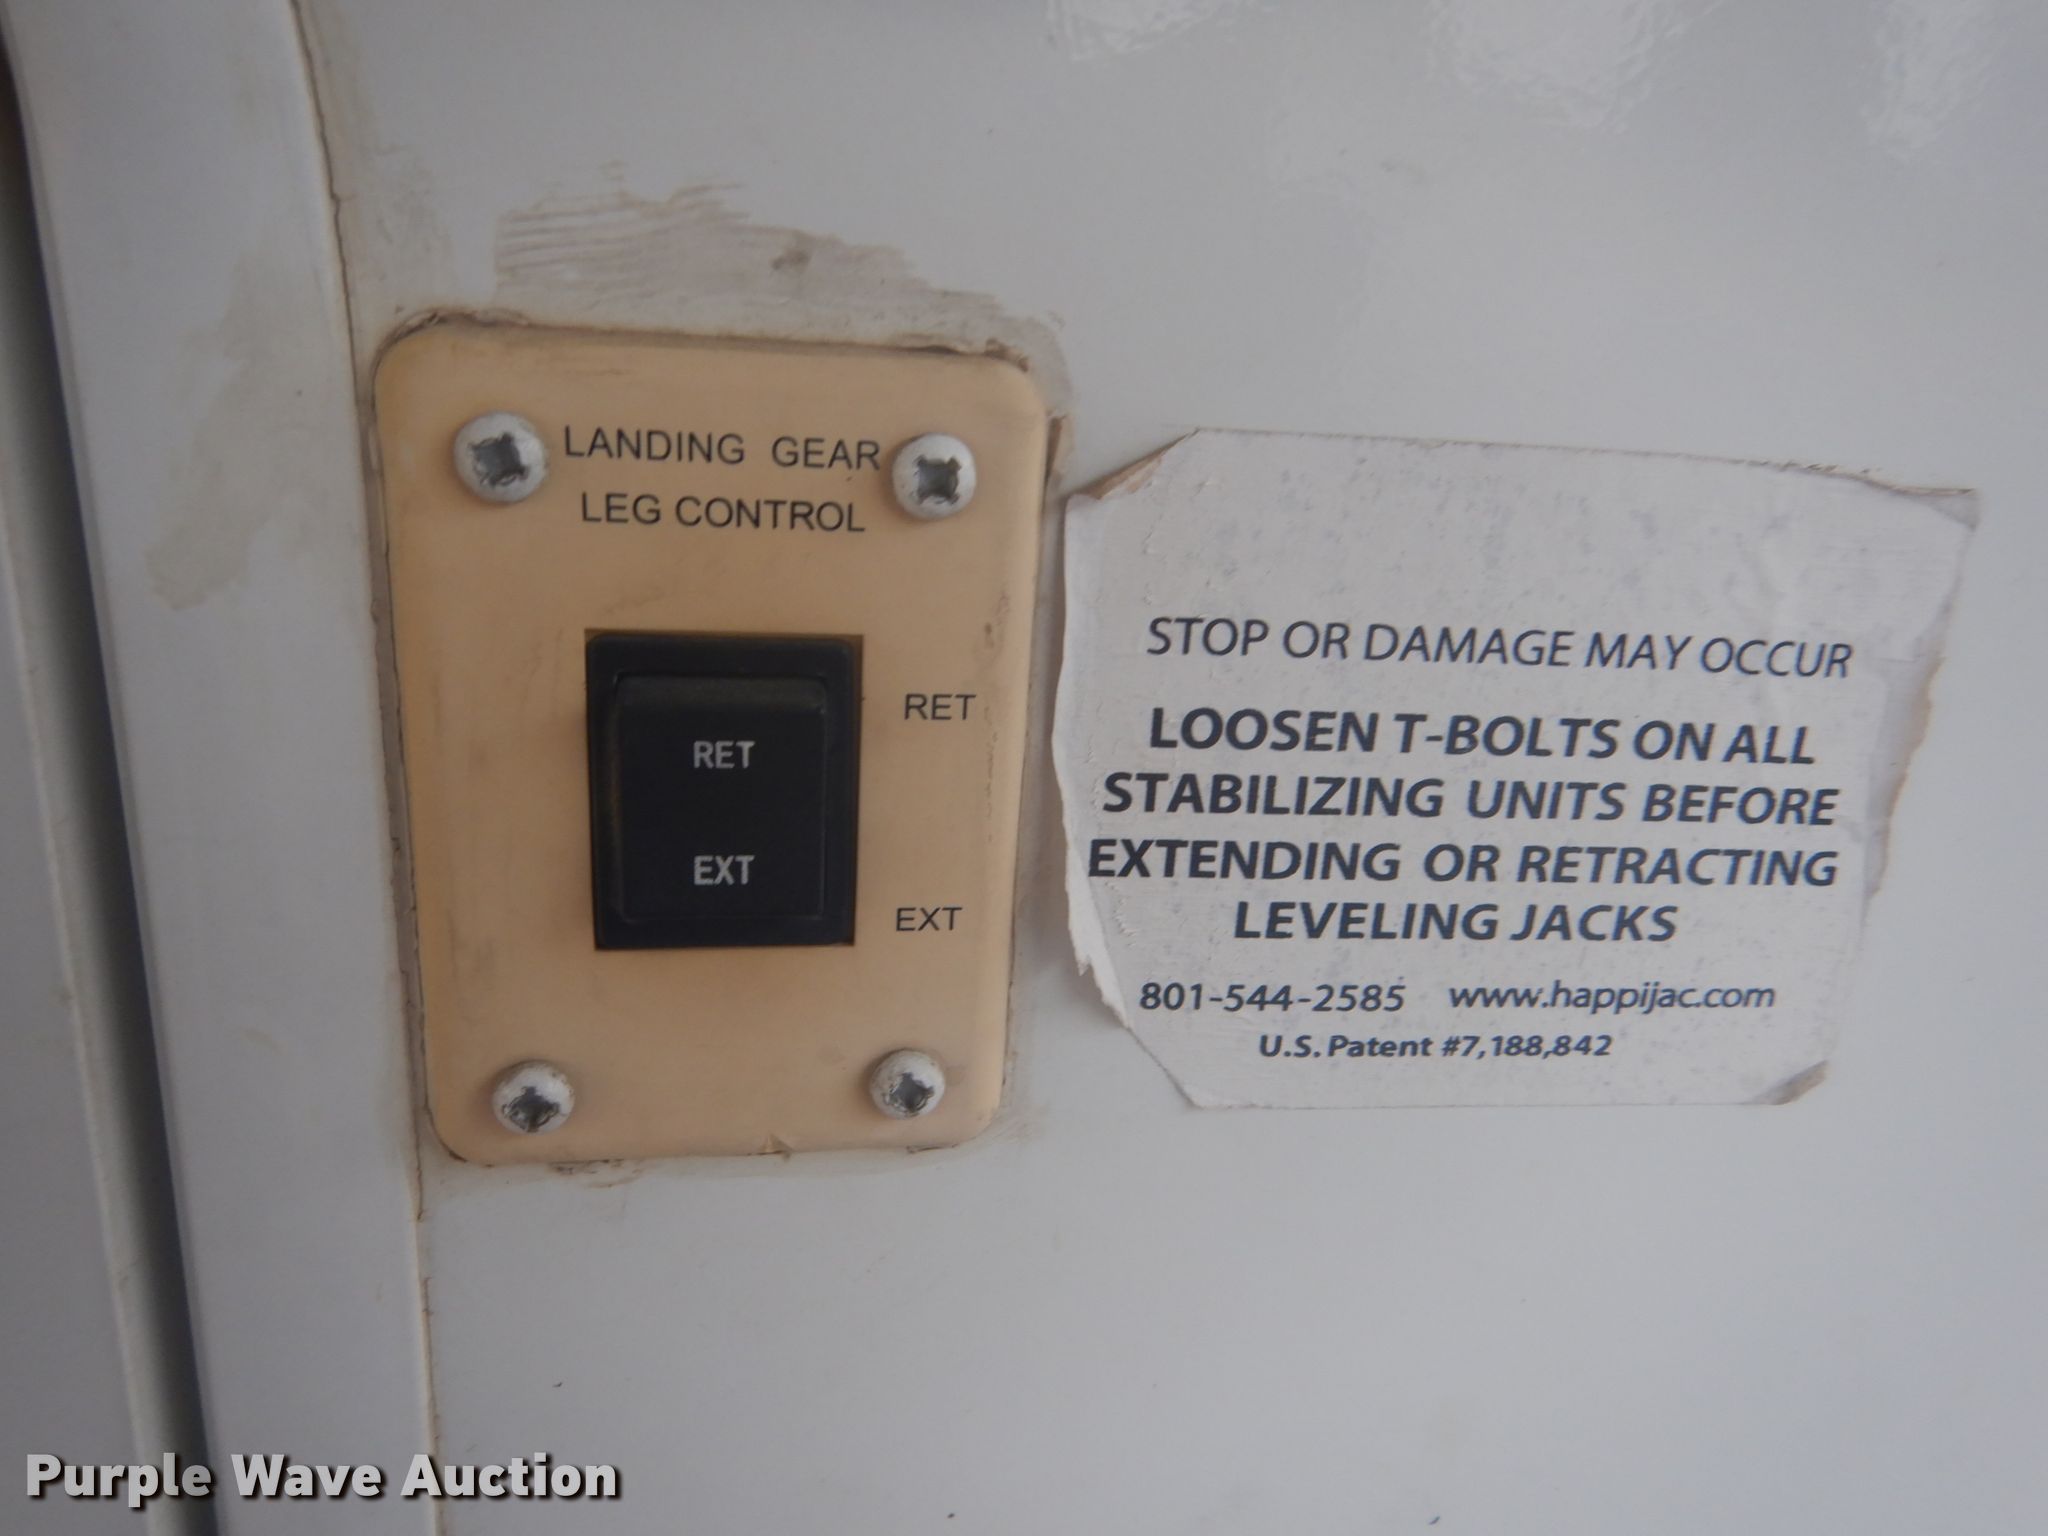 LANDING GEAR
LEG CONTROL
RET
RET
EXT
EXT
STOP OR DAMAGE MAY OCCUR
LOOSEN T-BOLTS ON ALL
STABILIZING UNITS BEFORE
EXTENDING OR RETRACTING
LEVELING JACKS
801-544-2585 www.happijac.com
U.S. Patent #7,188,842
Purple Wave Auction